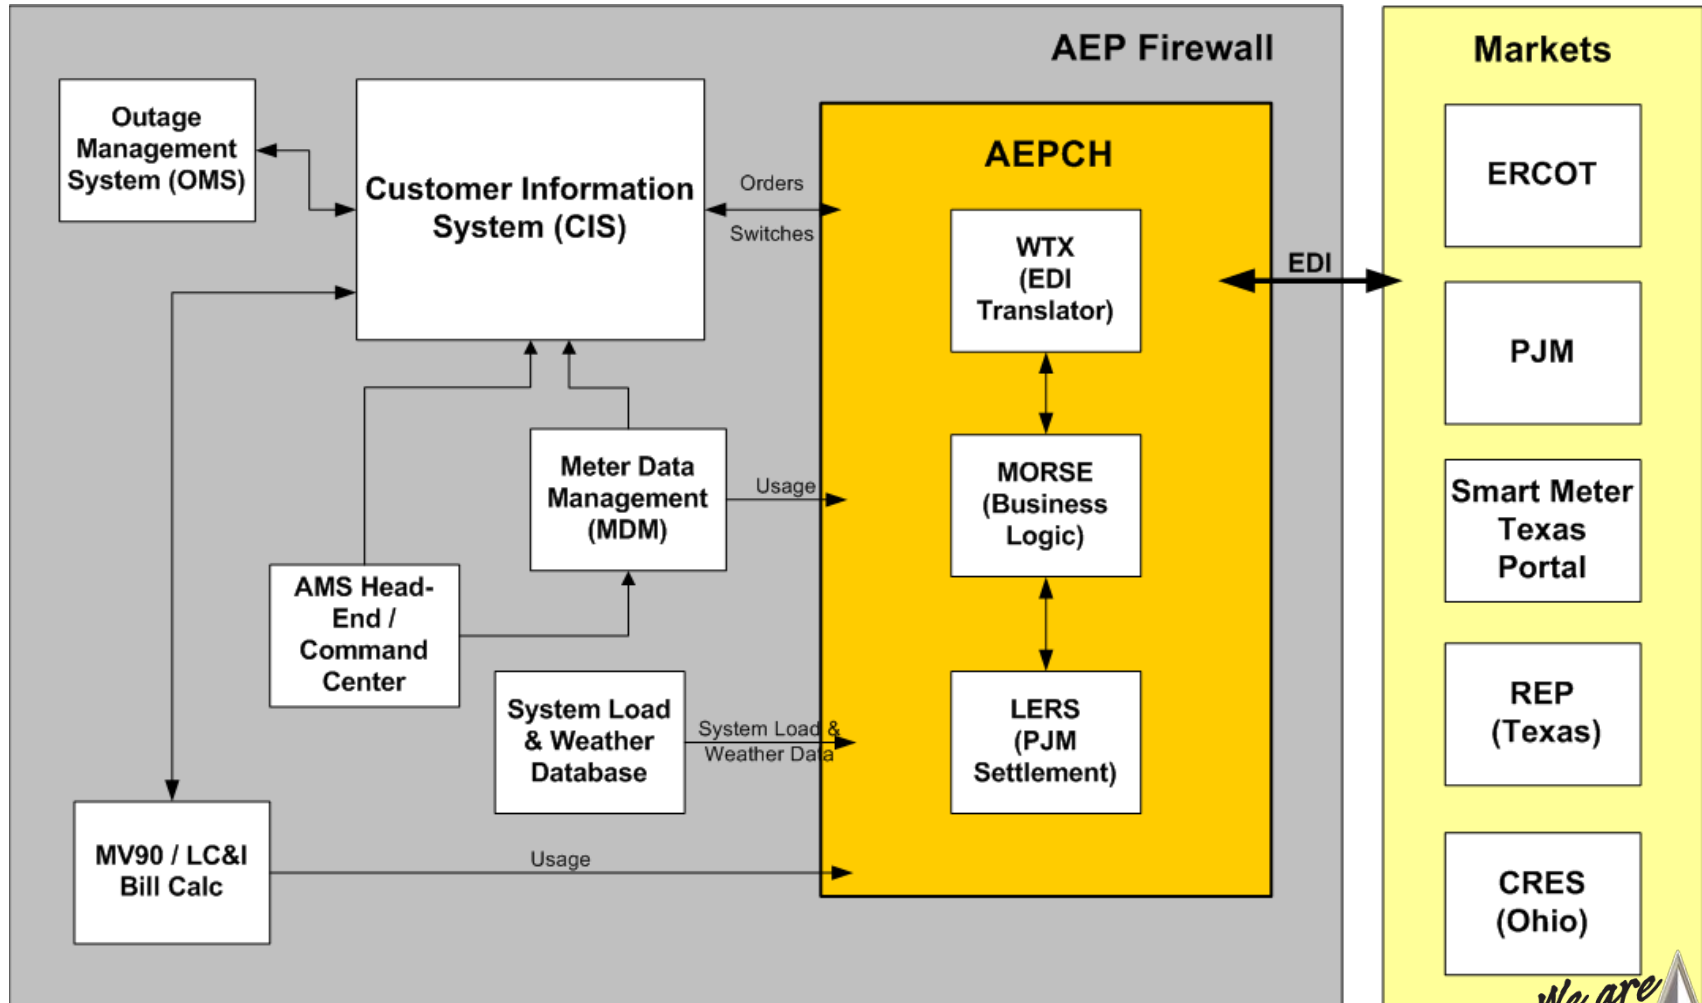 AEP Firewall
Markets
Outage
Management
System (OMS)
Customer Information
System (CIS)
Orders
Switches
AEPCH
WTX
(EDI
Translator)
EDI
ERCOT
PJM
Meter Data
Management
(MDM)
Usage
MORSE
(Business
Logic)
Smart Meter
Texas
Portal
AMS Head-
End /
Command
Center
System Load
& Weather
Database
System Load &
Weather Data
LERS
(PJM
Settlement)
REP
(Texas)
MV90 / LC&I
Bill Calc
Usage
CRES
(Ohio)
We are